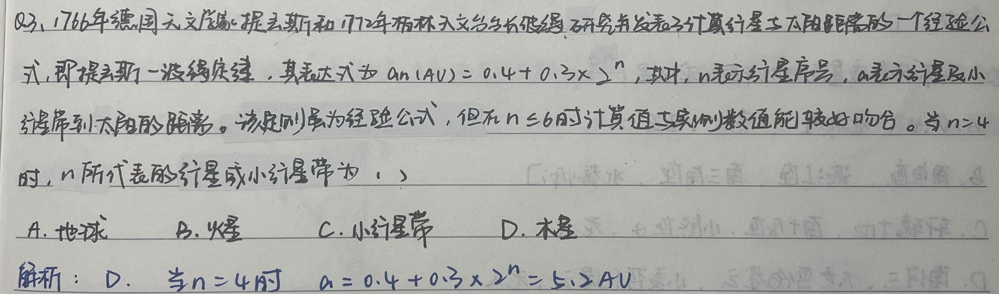 Q3、1766年德国天文学家提丢斯和1772年柏林天文台台长彼得研究并发表了计算行星与太阳距离的一个经验公
式,即提丢斯-波得定律,其表达式为 an(AU)=0.4+0.3×2ⁿ,其中,n表示行星序号,a表示行星及小
行星带到太阳的距离。该定则虽为经验公式,但在n≤6时计算值与实测数值能较好吻合。当n=4
时,n所代表的行星或小行星带为( )
A.地球 B.火星 C.小行星带 D.木星
解析: D. 当n=4时 a=0.4+0.3×2ⁿ=5.2AU